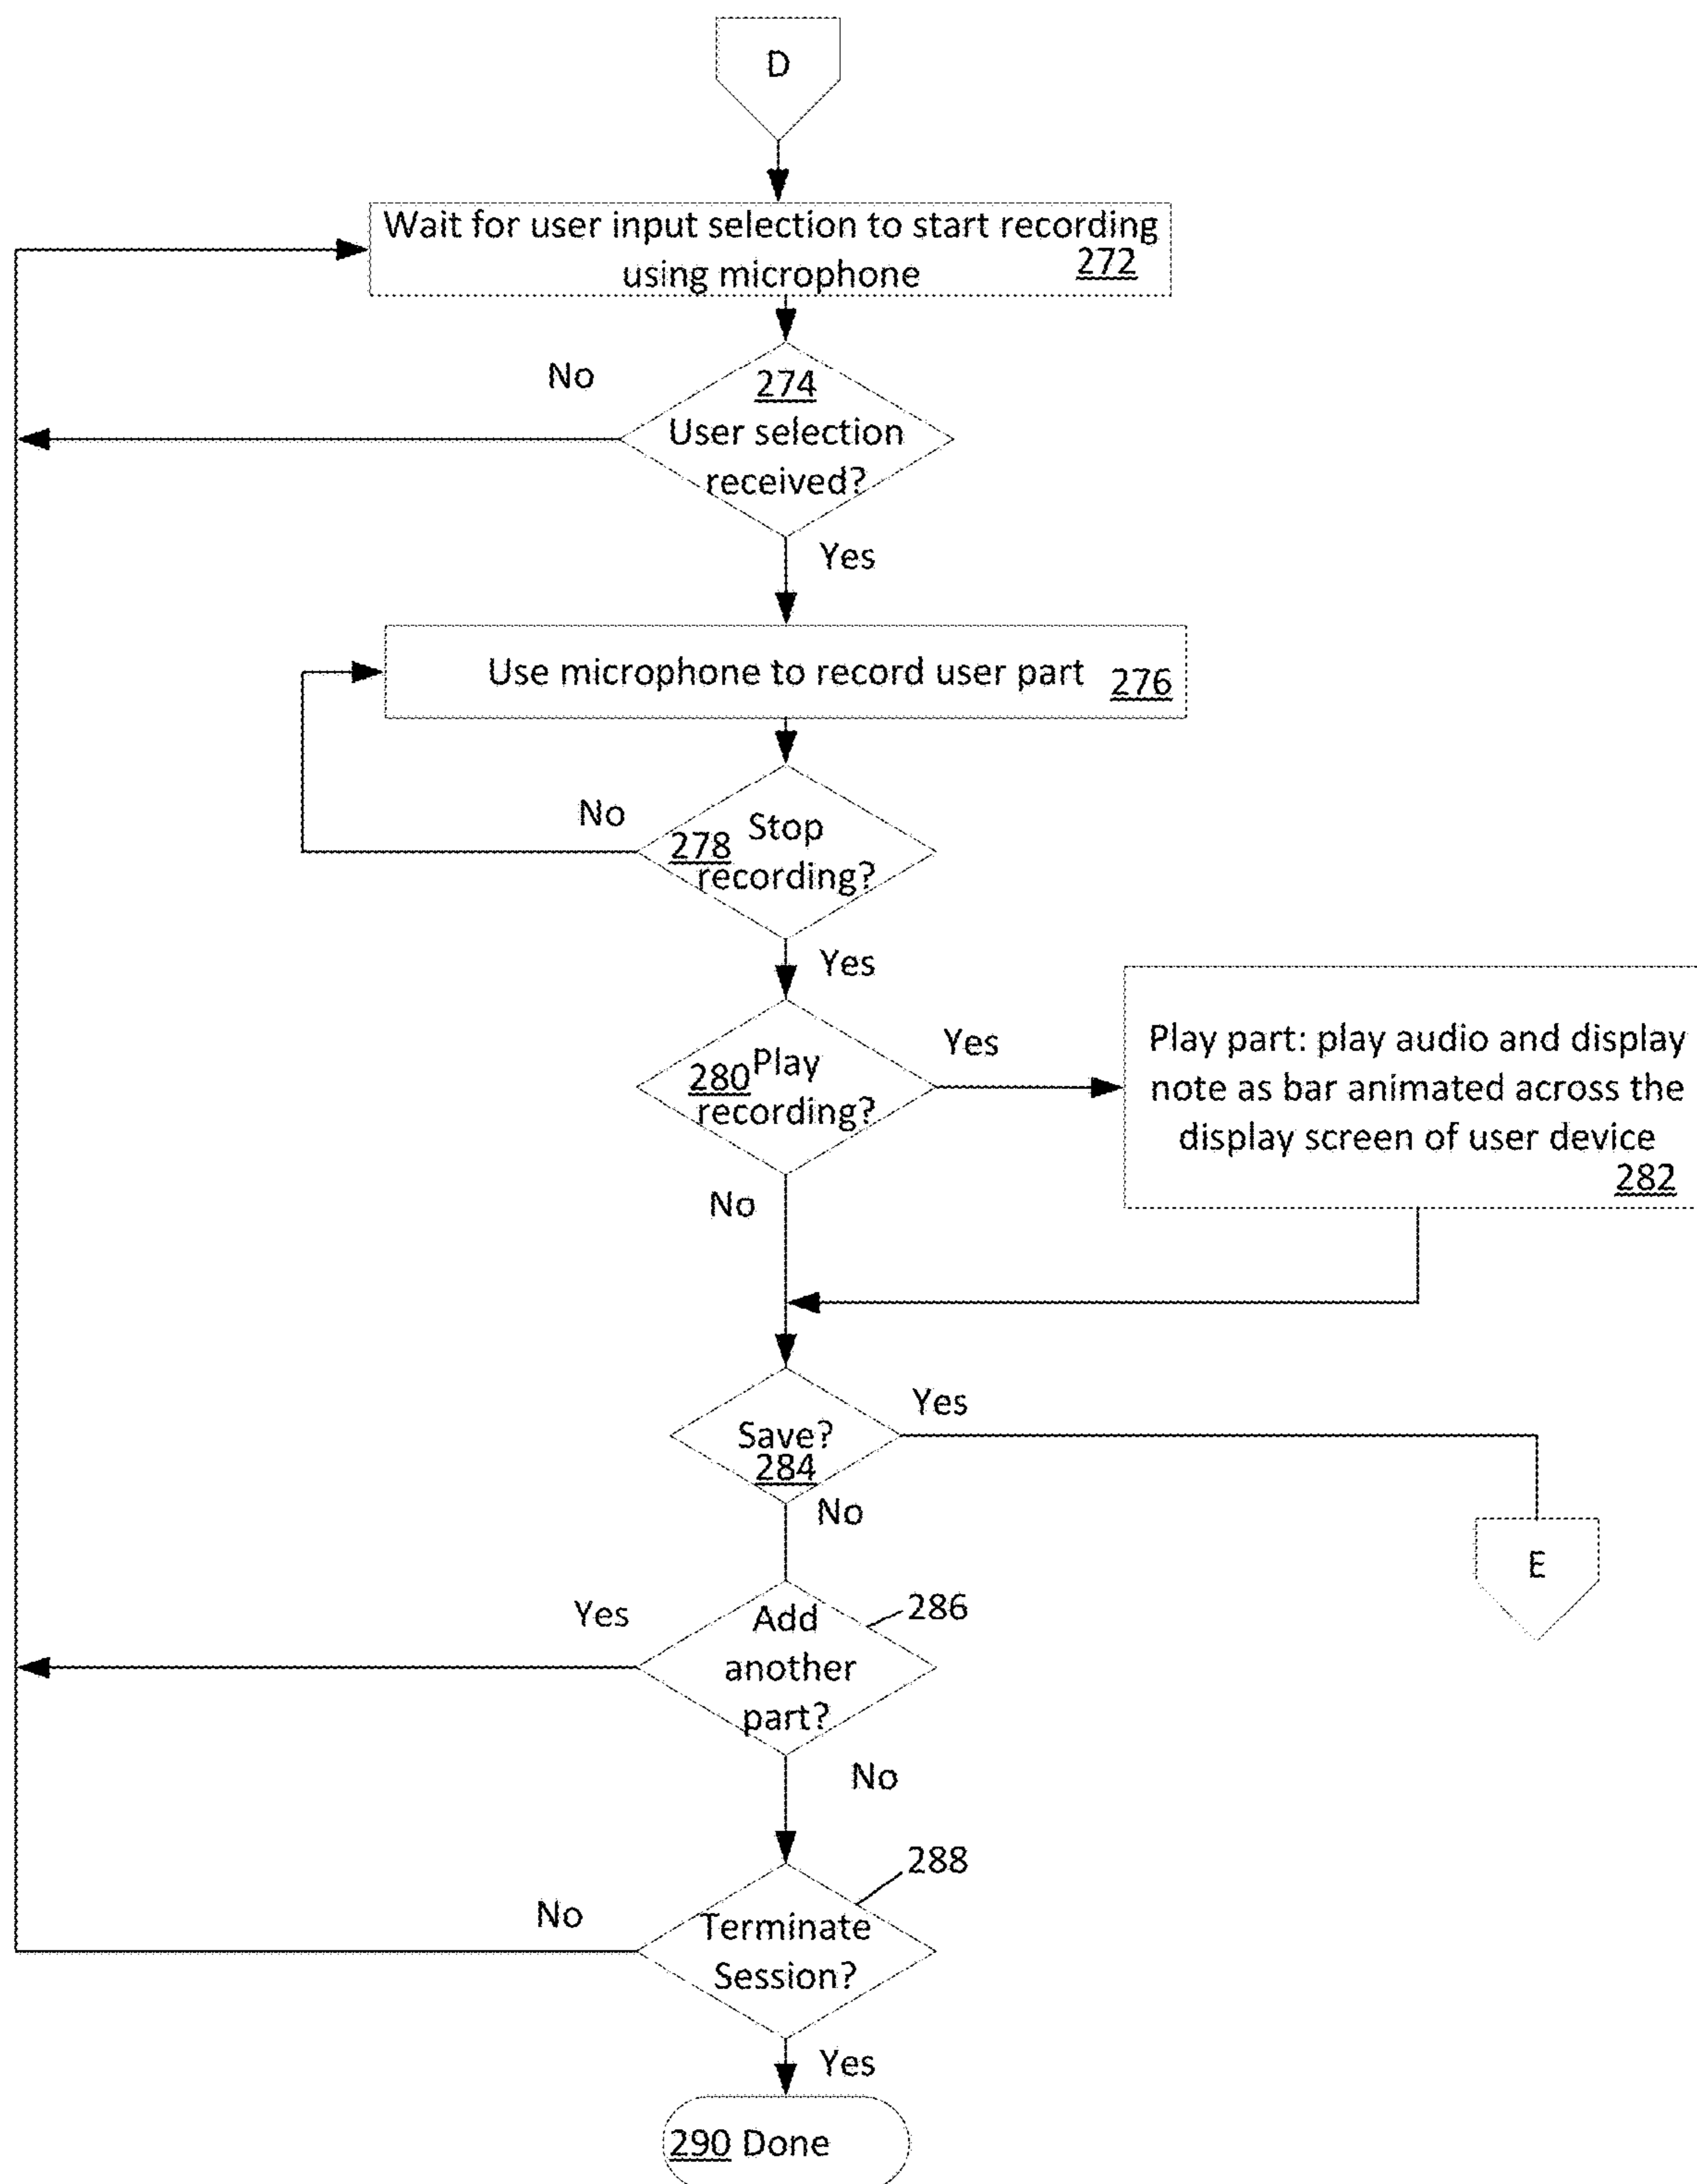 D
Wait for user input selection to start recording
using microphone 272
No
274
User selection
received?
Yes
Use microphone to record user part 276
No
Stop
278
recording?
Yes
Play
280
recording?
Yes
Play part: play audio and display
note as bar animated across the
display screen of user device
282
No
Save?
284
Yes
No
E
Yes
Add
another
part?
286
No
288
No
Terminate
Session?
Yes
290 Done